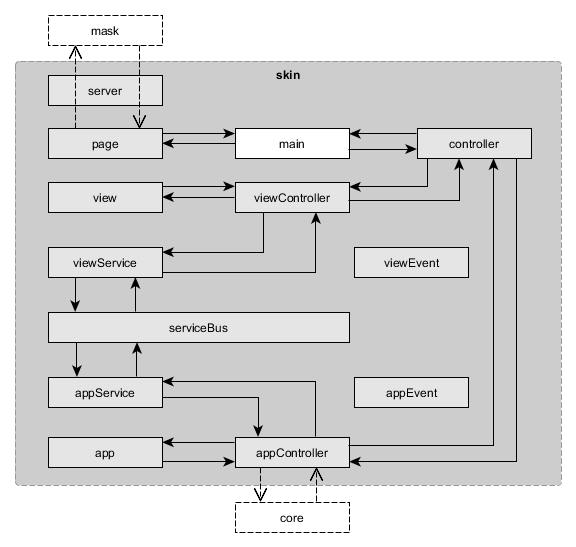 mask
skin
server
page
main
controller
view
viewController
viewService
viewEvent
serviceBus
appService
appEvent
app
appController
core